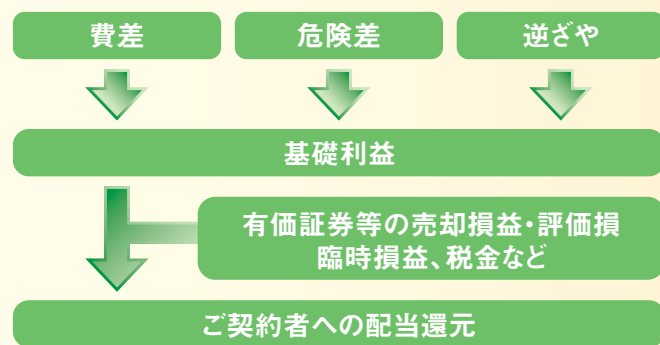 費差
危険差
逆ざや
基礎利益
有価証券等の売却損益・評価損
臨時損益、税金など
ご契約者への配当還元